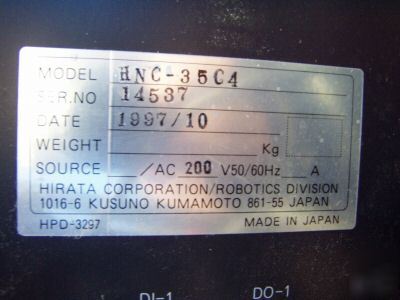 MODEL HNC-35C4
SER.NO 14537
DATE 1997/10
WEIGHT Kg
SOURCE /AC 200 V50/60Hz A
HIRATA CORPORATION/ROBOTICS DIVISION
1016-6 KUSUNO KUMAMOTO 861-55 JAPAN
HPD-3297 MADE IN JAPAN
DI-1 DO-1